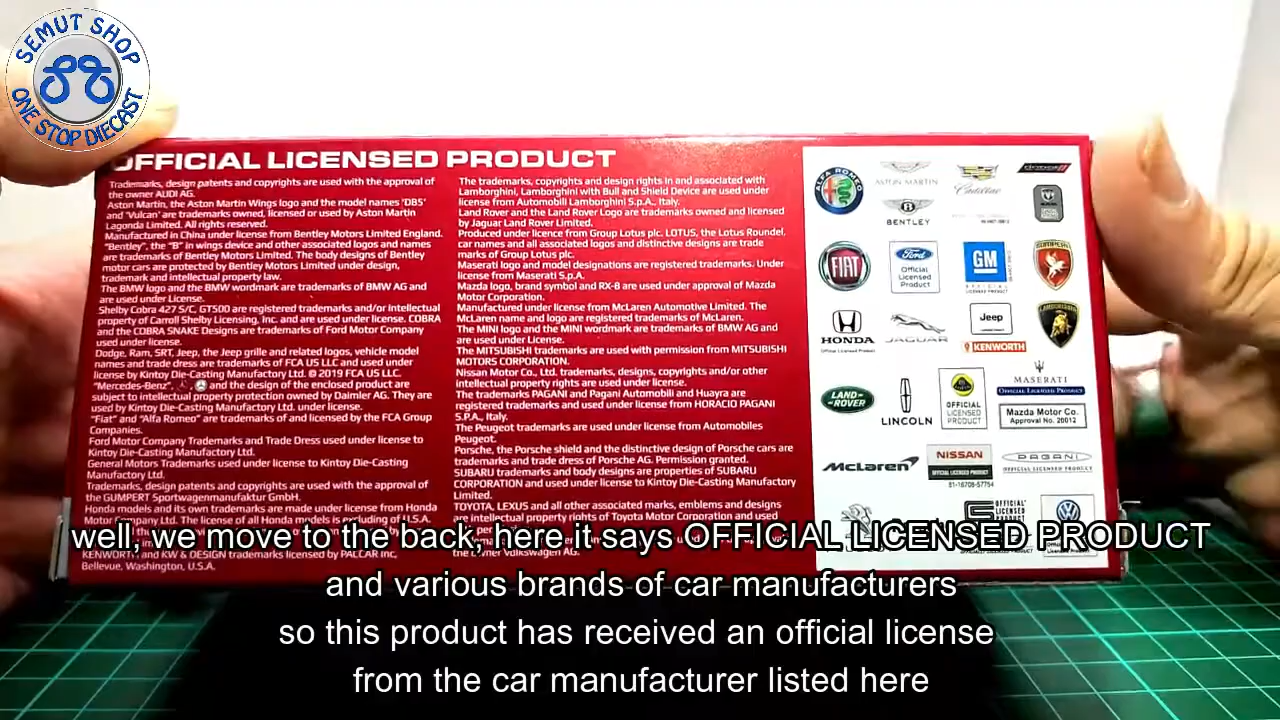 SEMUT SHOP
ONE STOP DIECAST
OFFICIAL LICENSED PRODUCT
Trademarks, design patents and copyrights are used with the approval of
the owner AUDI AG.
Aston Martin, the Aston Martin Wings logo and the model names 'DB5'
and 'Vulcan' are trademarks owned, licensed or used by Aston Martin
Lagonda Limited. All rights reserved.
Manufactured in China under license from Bentley Motors Limited England.
"Bentley", the "B" in wings device and other associated logos and names
are trademarks of Bentley Motors Limited. The body designs of Bentley
motor cars are protected by Bentley Motors Limited under design,
trademark and intellectual property law.
The BMW logo and the BMW wordmark are trademarks of BMW AG and
are used under License.
Shelby Cobra 427 S/C, GT500 are registered trademarks and/or intellectual
property of Carroll Shelby Licensing, Inc. and are used under license. COBRA
and the COBRA SNAKE Designs are trademarks of Ford Motor Company
used under license.
Dodge, Ram, SRT, Jeep, the Jeep grille and related logos, vehicle model
names and trade dress are trademarks of FCA US LLC and used under
license by Kintoy Die-Casting Manufactory Ltd. © 2019 FCA US LLC.
"Mercedes-Benz", and the design of the enclosed product are
subject to intellectual property protection owned by Daimler AG. They are
used by Kintoy Die-Casting Manufactory Ltd. under license.
"Fiat" and "Alfa Romeo" are trademarks of and licensed by the FCA Group
Companies.
Ford Motor Company Trademarks and Trade Dress used under license to
Kintoy Die-Casting Manufactory Ltd.
General Motors Trademarks used under license to Kintoy Die-Casting
Manufactory Ltd.
Trademarks, design patents and copyrights are used with the approval of
the GUMPERT Sportwagenmanufaktur GmbH.
Honda models and its own trademarks are made under license from Honda
Motor Company Ltd. The license of all Honda models is excluding of U.S.A.
KENWORTH and KW & DESIGN trademarks licensed by PACCAR Inc,
Bellevue, Washington, U.S.A.
The trademarks, copyrights and design rights in and associated with
Lamborghini, Lamborghini with Bull and Shield Device are used under
license from Automobili Lamborghini S.p.A., Italy.
Land Rover and the Land Rover Logo are trademarks owned and licensed
by Jaguar Land Rover Limited.
Produced under licence from Group Lotus plc. LOTUS, the Lotus Roundel,
car names and all associated logos and distinctive designs are trade
marks of Group Lotus plc.
Maserati logo and model designations are registered trademarks. Under
license from Maserati S.p.A.
Mazda logo, brand symbol and RX-8 are used under approval of Mazda
Motor Corporation.
Manufactured under license from McLaren Automotive Limited. The
McLaren name and logo are registered trademarks of McLaren.
The MINI logo and the MINI wordmark are trademarks of BMW AG and
are used under License.
The MITSUBISHI trademarks are used with permission from MITSUBISHI
MOTORS CORPORATION.
Nissan Motor Co., Ltd. trademarks, designs, copyrights and/or other
intellectual property rights are used under license.
The trademarks PAGANI and Pagani Automobili and Huayra are
registered trademarks and used under license from HORACIO PAGANI
S.P.A., Italy.
The Peugeot trademarks are used under license from Automobiles
Peugeot.
Porsche, the Porsche shield and the distinctive design of Porsche cars are
trademarks and trade dress of Porsche AG. Permission granted.
SUBARU trademarks and body designs are properties of SUBARU
CORPORATION and used under license to Kintoy Die-Casting Manufactory
Limited.
TOYOTA, LEXUS and all other associated marks, emblems and designs
are intellectual property rights of Toyota Motor Corporation and used
the owner Volkswagen AG.
ALFA ROMEO
ASTON MARTIN
Cadillac
DODGE
BENTLEY
FIAT
Ford
Official
Licensed
Product
GM
OFFICIAL
LICENSED PRODUCT
GUMPERT
HONDA
Official Licensed Product
JAGUAR
Jeep
KENWORTH
LAMBORGHINI
LAND-ROVER
LINCOLN
LOTUS
OFFICIAL
LICENSED
PRODUCT
MASERATI
OFFICIAL LICENSED PRODUCT
Mazda Motor Co.
Approval No. 20012
McLaren
NISSAN
OFFICIAL LICENSED PRODUCT
91-16708-57754
PAGANI
OFFICIAL LICENSED PRODUCT
OFFICIAL
LICENSED
PRODUCT
well, we move to the back, here it says OFFICIAL LICENSED PRODUCT
and various brands of car manufacturers
so this product has received an official license
from the car manufacturer listed here